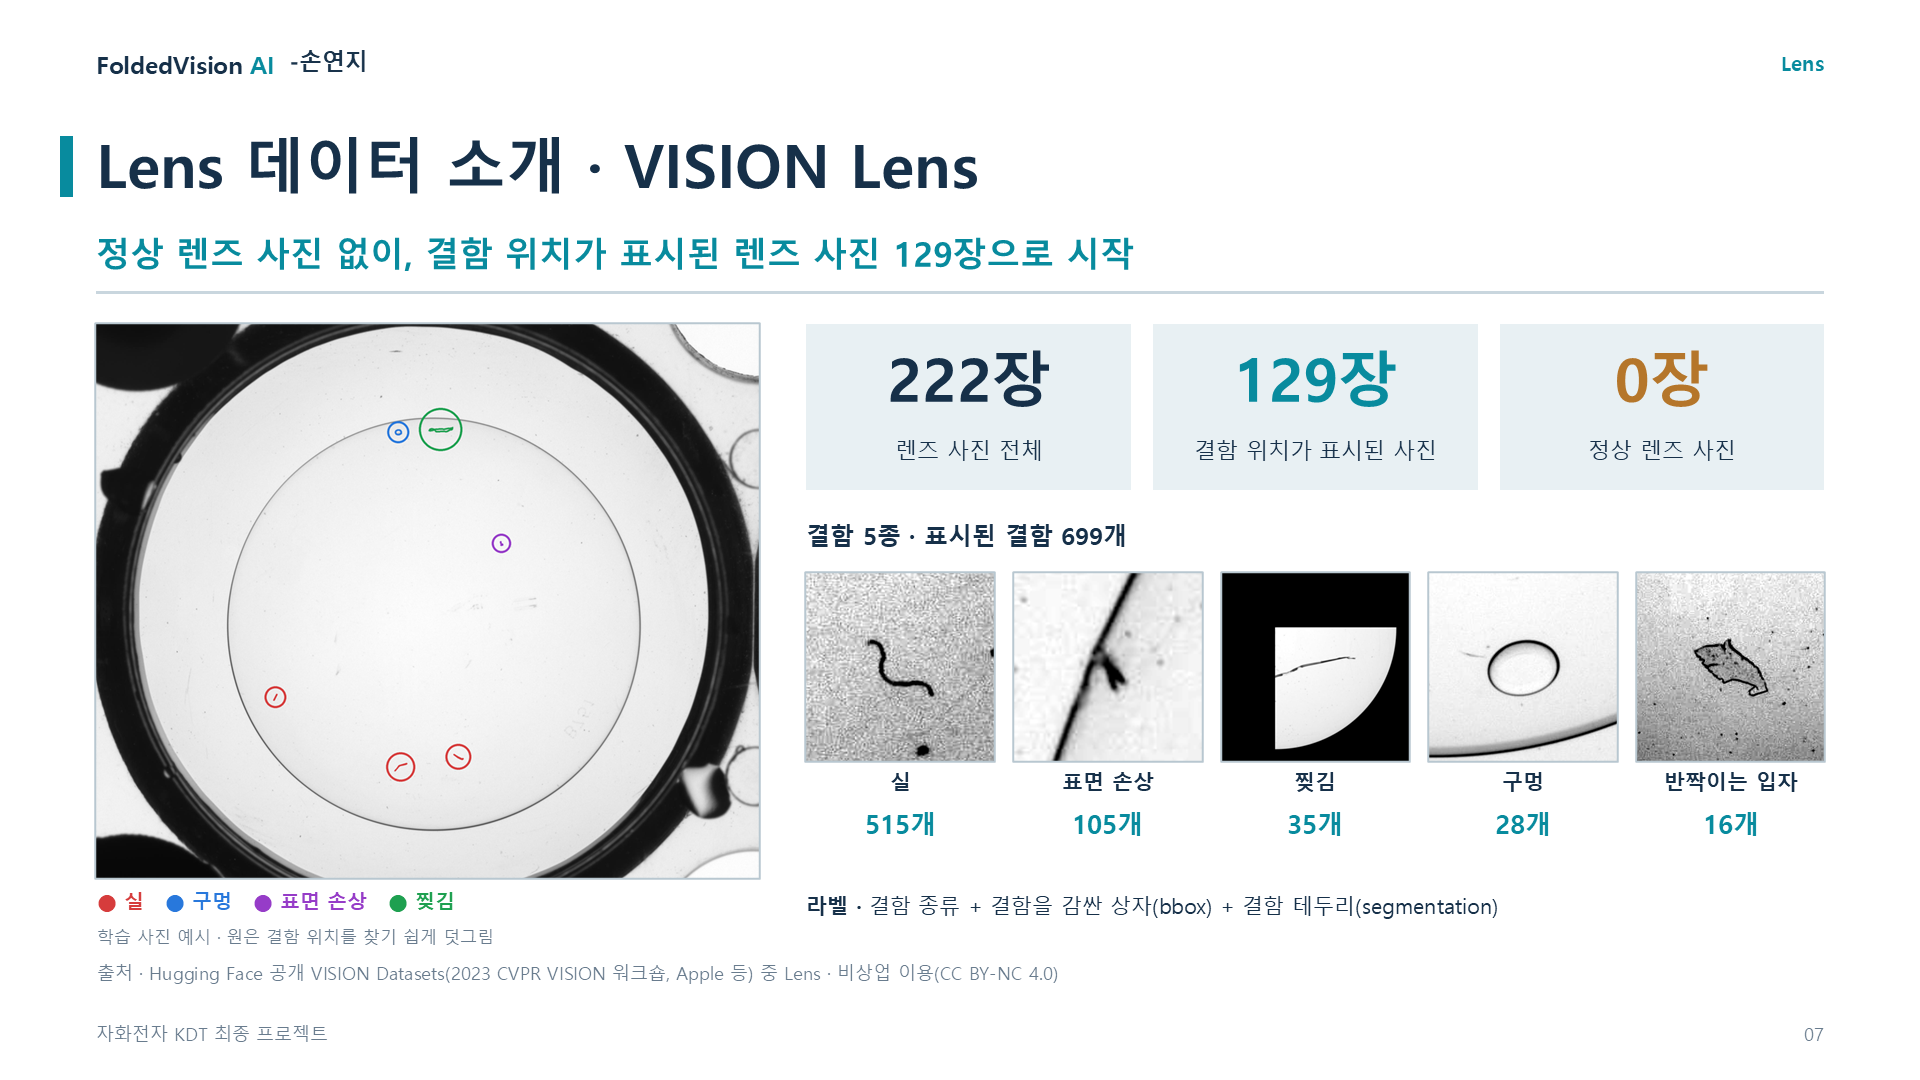 FoldedVision AI -손연지
Lens
Lens 데이터 소개 · VISION Lens
정상 렌즈 사진 없이, 결함 위치가 표시된 렌즈 사진 129장으로 시작
222장
렌즈 사진 전체
129장
결함 위치가 표시된 사진
0장
정상 렌즈 사진
결함 5종 · 표시된 결함 699개
실
515개
표면 손상
105개
찢김
35개
구멍
28개
반짝이는 입자
16개
실 구멍 표면 손상 찢김
학습 사진 예시 · 원은 결함 위치를 찾기 쉽게 덧그림
라벨 · 결함 종류 + 결함을 감싼 상자(bbox) + 결함 테두리(segmentation)
출처 · Hugging Face 공개 VISION Datasets(2023 CVPR VISION 워크숍, Apple 등) 중 Lens · 비상업 이용(CC BY-NC 4.0)
자화전자 KDT 최종 프로젝트
07